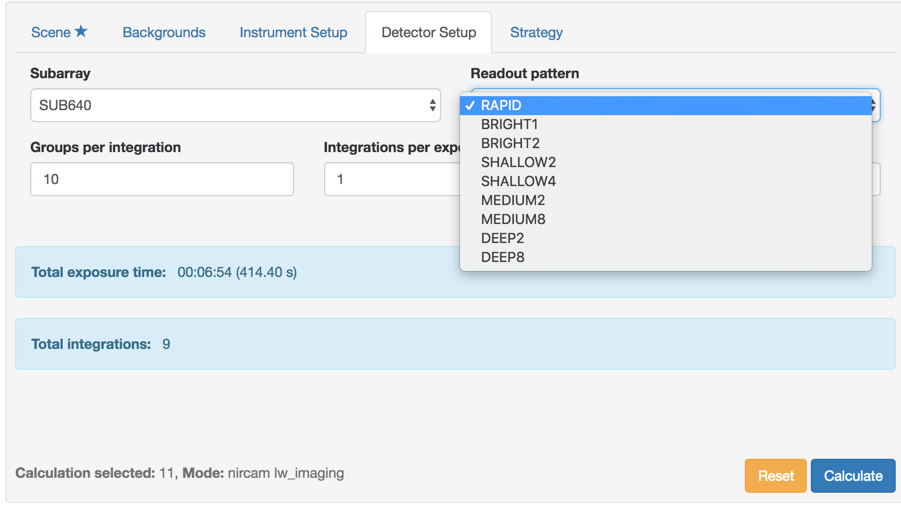 Scene ★ Backgrounds Instrument Setup Detector Setup Strategy
Subarray Readout pattern
SUB640
✓ RAPID
BRIGHT1
BRIGHT2
SHALLOW2
SHALLOW4
MEDIUM2
MEDIUM8
DEEP2
DEEP8
Groups per integration Integrations per expo
10 1
Total exposure time: 00:06:54 (414.40 s)
Total integrations: 9
Calculation selected: 11, Mode: nircam lw_imaging
Reset Calculate